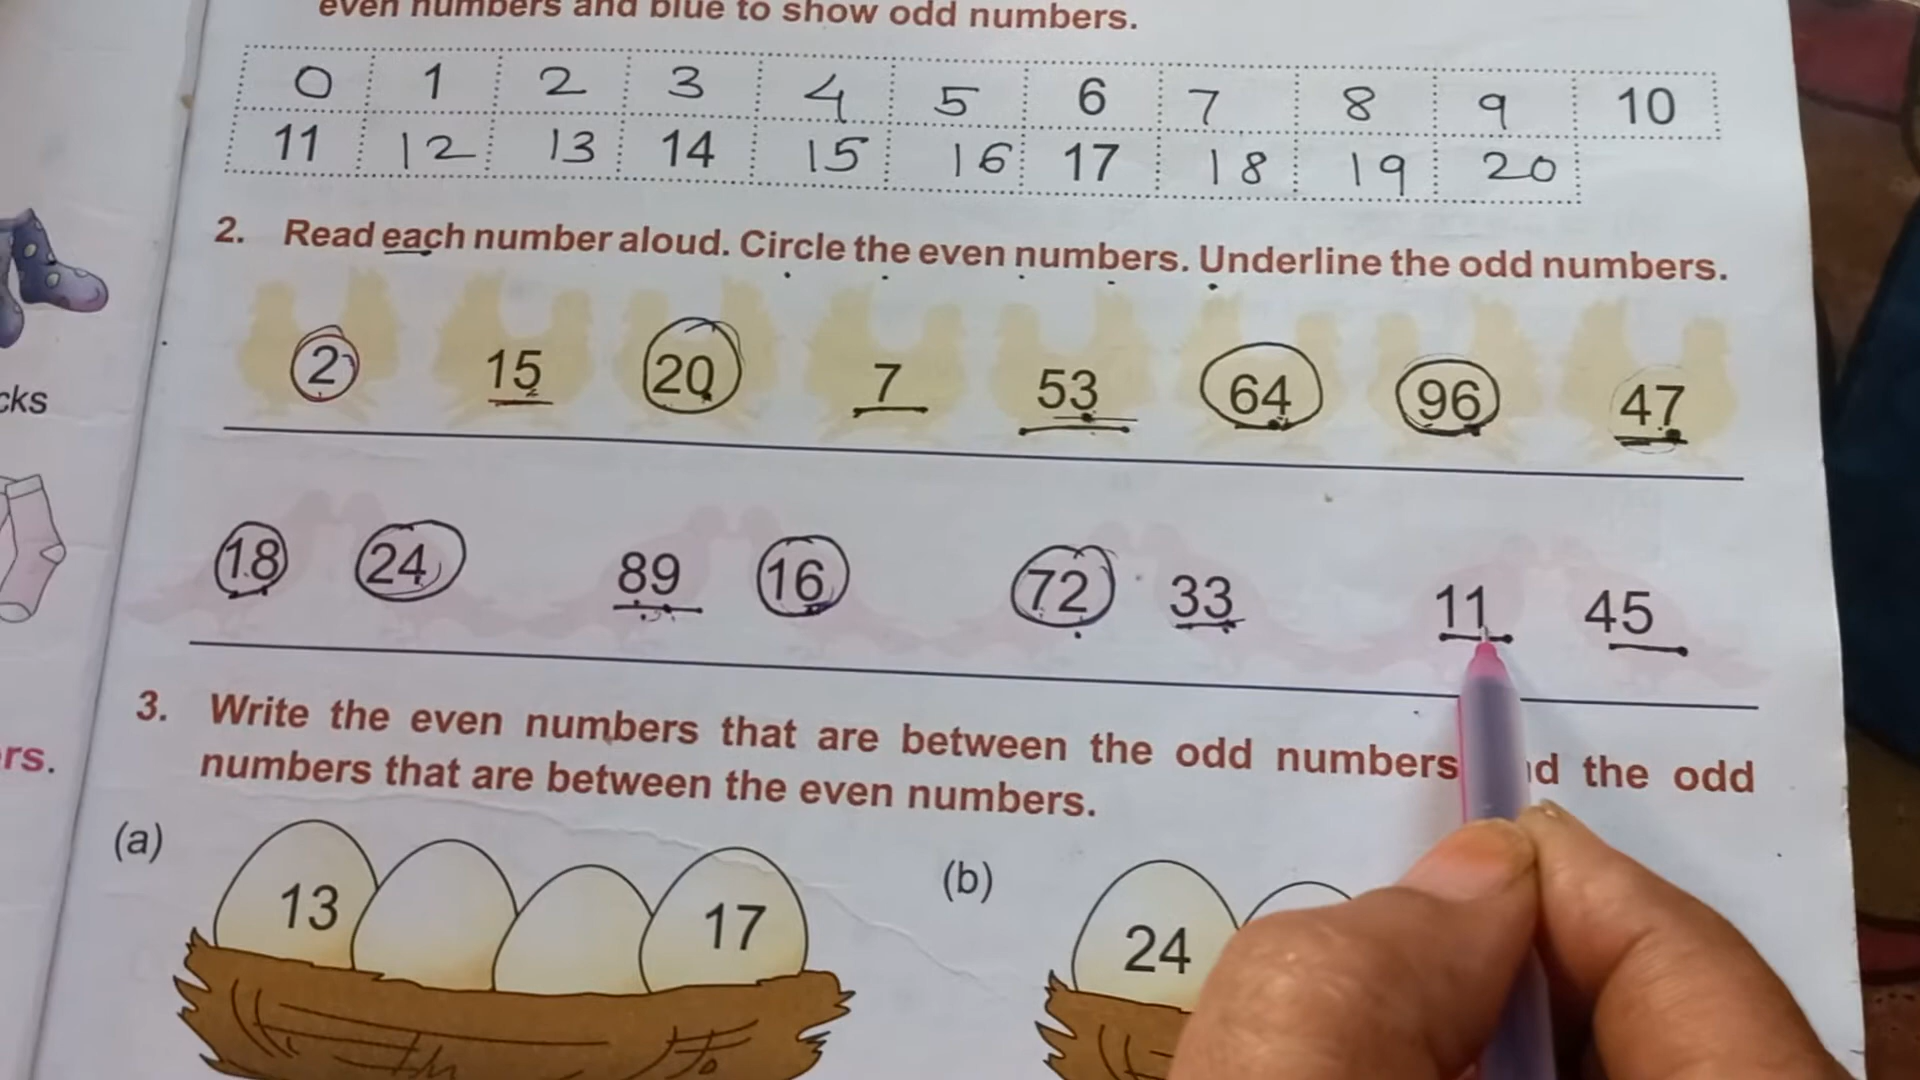 even numbers and blue to show odd numbers.
0 1 2 3 4 5 6 7 8 9 10
11 12 13 14 15 16 17 18 19 20
2. Read each number aloud. Circle the even numbers. Underline the odd numbers.
2 15 20 7 53 64 96 47
cks
18 24 89 16 72 33 11 45
3. Write the even numbers that are between the odd numbers d the odd
rs.
numbers that are between the even numbers.
(a) 13 17
(b) 24